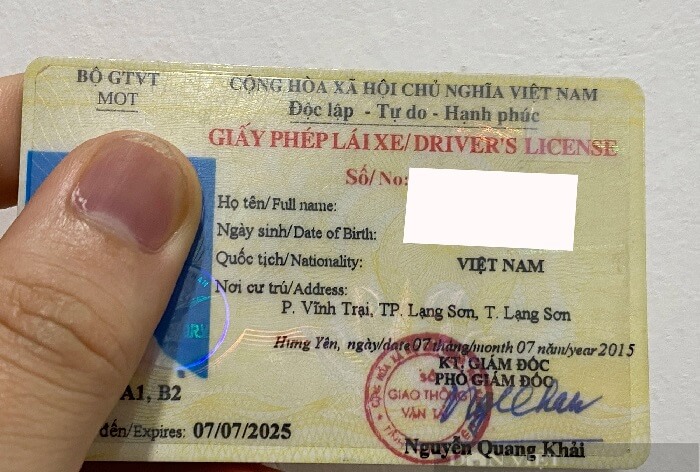 BỘ GTVT
MOT
CỘNG HÒA XÃ HỘI CHỦ NGHĨA VIỆT NAM
Độc lập - Tự do - Hạnh phúc
GIẤY PHÉP LÁI XE/ DRIVER'S LICENSE
Số/ No:
Họ tên/Full name:
Ngày sinh/Date of Birth:
Quốc tịch/Nationality: VIỆT NAM
Nơi cư trú/Address:
P. Vĩnh Trại, TP. Lạng Sơn, T. Lạng Sơn
Hưng Yên, ngày/date 07 tháng/month 07 năm/year 2015
KT. GIÁM ĐỐC
PHÓ GIÁM ĐỐC
GIAO THÔNG
VẬN TẢI
A1, B2
đến/Expires: 07/07/2025
Nguyễn Quang Khải